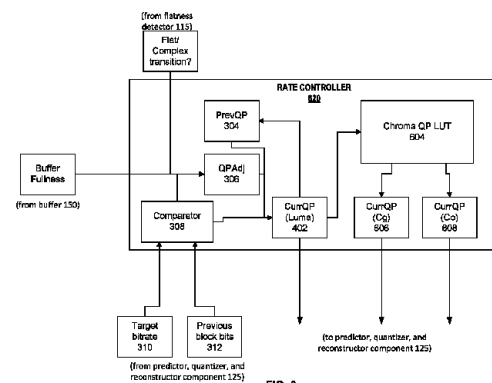 (from flatness
detector 115)
Flat/
Complex
transition?
RATE CONTROLLER
620
PrevQP
304
Chroma QP LUT
604
Buffer
Fullness
(from buffer 150)
QPAdj
306
Comparator
308
CurrQP
(Luma)
402
CurrQP
(Cg)
606
CurrQP
(Co)
608
Target
bitrate
310
Previous
block bits
312
(to predictor, quantizer, and
reconstructor component 125)
(from predictor, quantizer, and
reconstructor component 125)